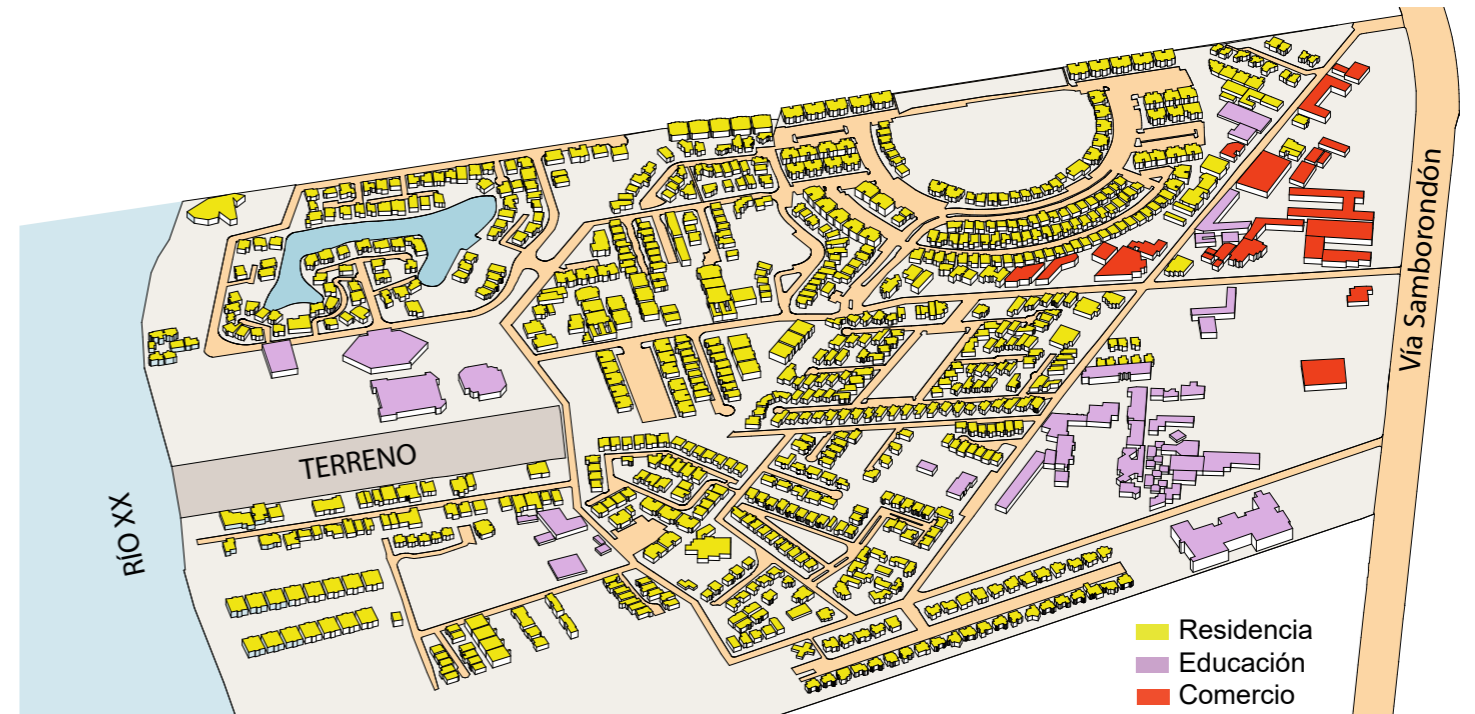 TERRENO
RÍO XX
Vía Samborondón
Residencia
Educación
Comercio